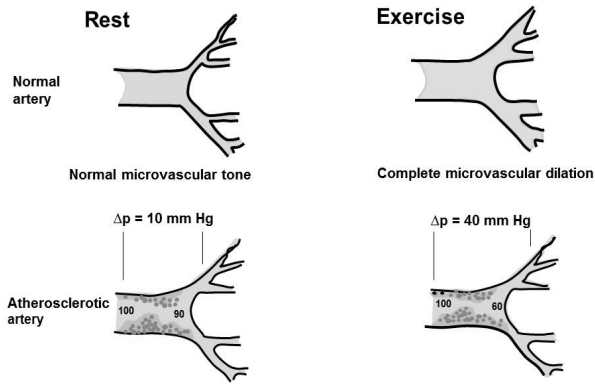 Rest
Exercise
Normal
artery
Normal microvascular tone
Complete microvascular dilation
Δp = 10 mm Hg
Δp = 40 mm Hg
Atherosclerotic
artery
100
90
100
60